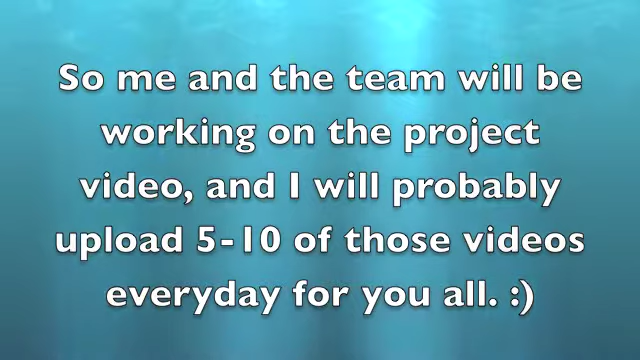 So me and the team will be
working on the project
video, and I will probably
upload 5-10 of those videos
everyday for you all. :)